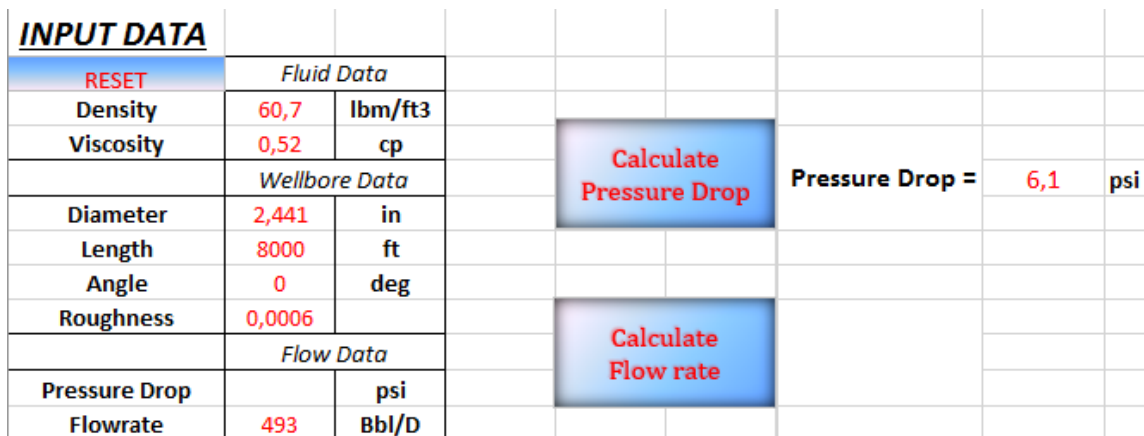 INPUT DATA
RESET Fluid Data
Density 60,7 lbm/ft3
Viscosity 0,52 cp
Wellbore Data
Diameter 2,441 in
Length 8000 ft
Angle 0 deg
Roughness 0,0006
Flow Data
Pressure Drop psi
Flowrate 493 Bbl/D
Calculate
Pressure Drop
Pressure Drop = 6,1 psi
Calculate
Flow rate